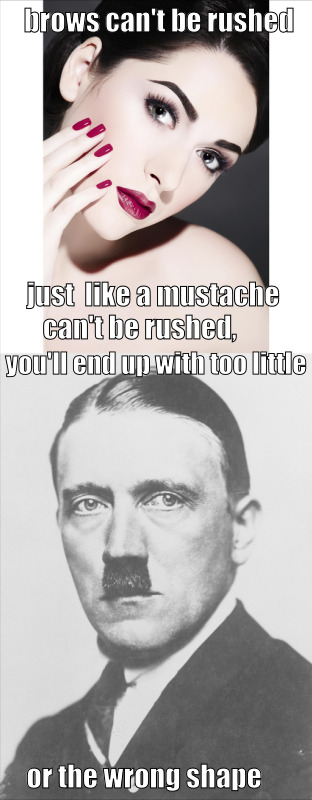 brows can't be rushed
just like a mustache
can't be rushed,
you'll end up with too little
or the wrong shape